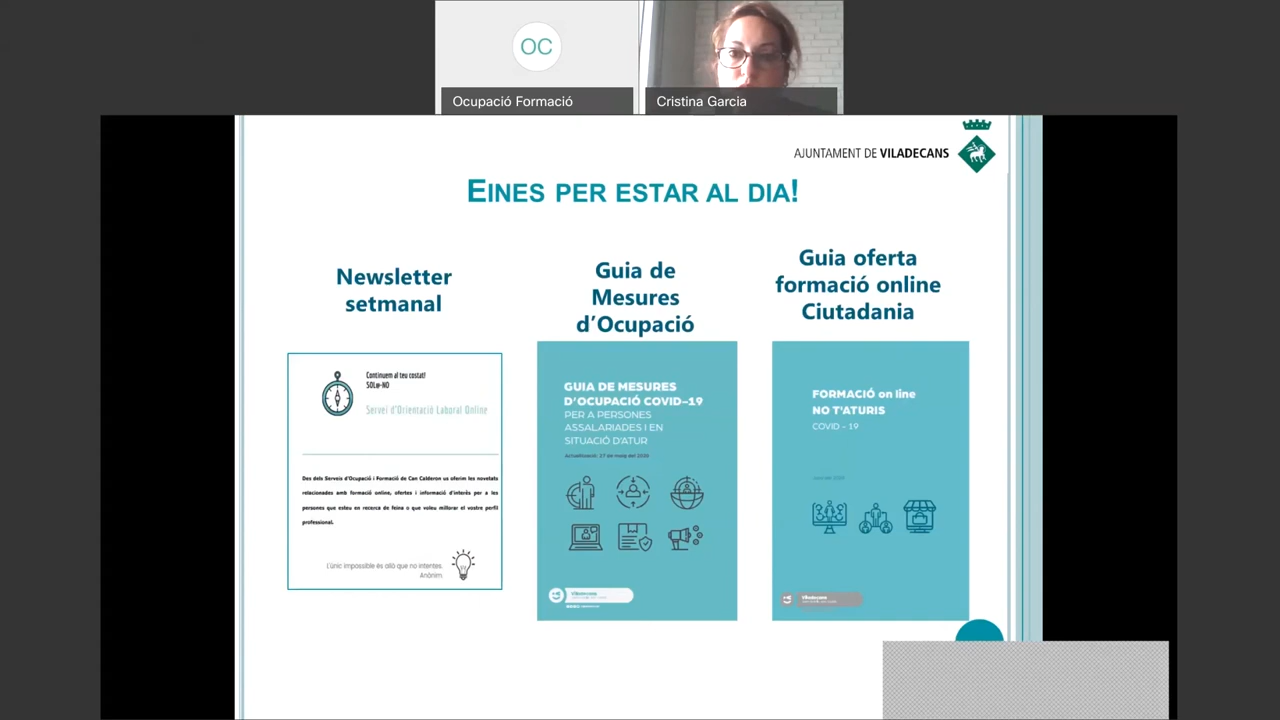 OC
Ocupació Formació
Cristina Garcia
AJUNTAMENT DE VILADECANS
EINES PER ESTAR AL DIA!
Newsletter
setmanal
Guia de
Mesures
d'Ocupació
Guia oferta
formació online
Ciutadania
Continuem al teu costat!
SOLø-NO
Servei d'Orientació Laboral Online
Des dels Serveis d'Ocupació i Formació de Can Calderon us oferim les novetats
relacionades amb formació online, ofertes i informació d'interès per a les
persones que esteu en recerca de feina o que voleu millorar el vostre perfil
professional.
L'únic impossible és allò que no intentes.
Anònim
GUIA DE MESURES
D'OCUPACIÓ COVID-19
PER A PERSONES
ASSALARIADES I EN
SITUACIÓ D'ATUR
Actualització: 27 de maig del 2020
Viladecans
FORMACIÓ on line
NO T'ATURIS
COVID - 19
Viladecans